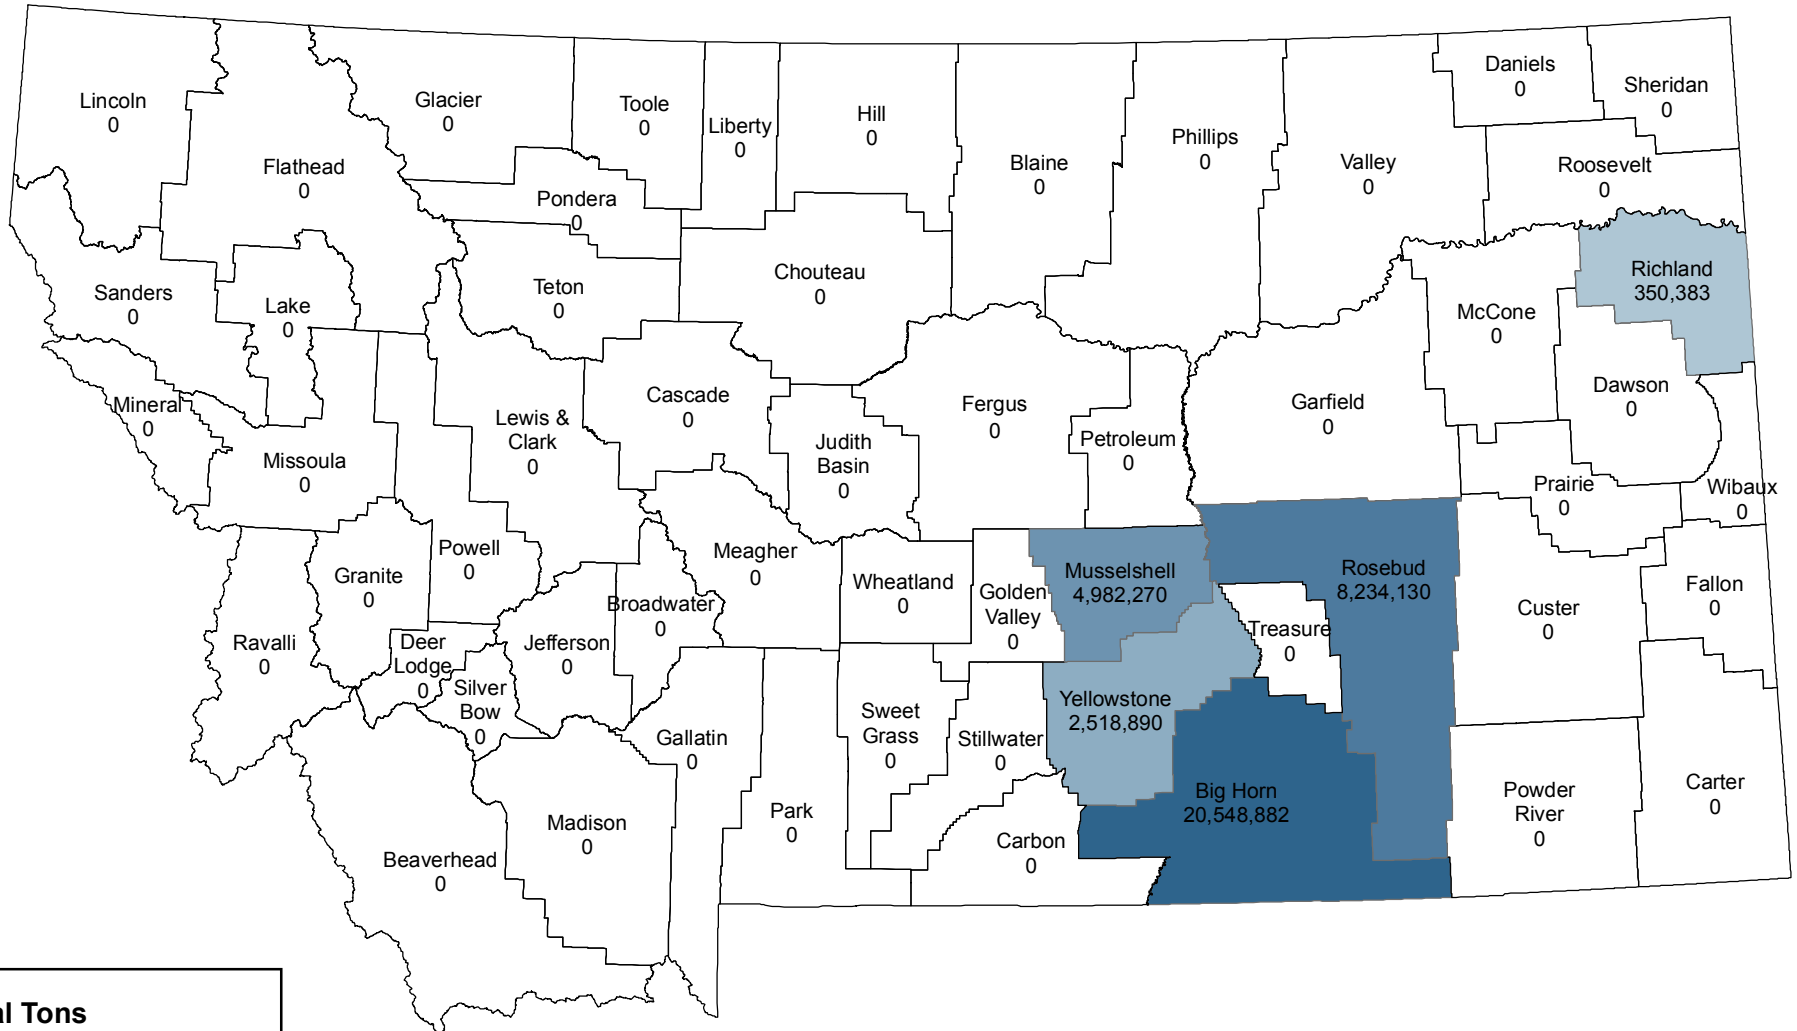 Lincoln
0
Flathead
0
Glacier
0
Toole
0
Liberty
0
Hill
0
Blaine
0
Phillips
0
Valley
0
Daniels
0
Sheridan
0
Roosevelt
0
Pondera
0
Sanders
0
Lake
0
Teton
0
Chouteau
0
McCone
0
Richland
350,383
Mineral
0
Missoula
0
Lewis &
Clark
0
Cascade
0
Judith
Basin
0
Fergus
0
Petroleum
0
Garfield
0
Dawson
0
Prairie
0
Wibaux
0
Ravalli
0
Granite
0
Powell
0
Deer
Lodge
0
Silver
Bow
0
Jefferson
0
Broadwater
0
Meagher
0
Wheatland
0
Golden
Valley
0
Musselshell
4,982,270
Treasure
0
Rosebud
8,234,130
Custer
0
Fallon
0
Beaverhead
0
Madison
0
Gallatin
0
Park
0
Sweet
Grass
0
Stillwater
0
Yellowstone
2,518,890
Carbon
0
Big Horn
20,548,882
Powder
River
0
Carter
0
Tons